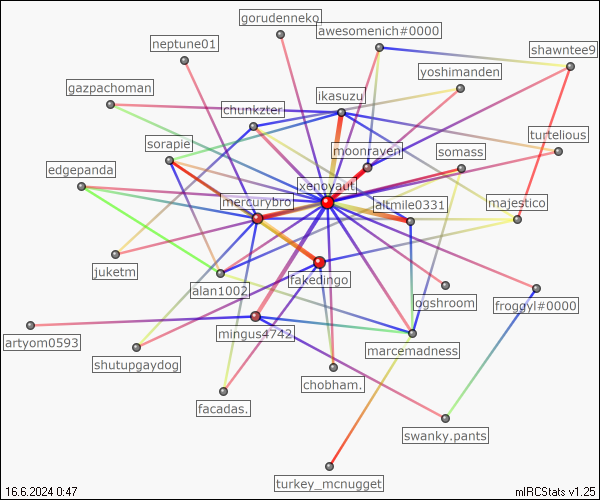 gorudenneko
awesomenich#0000
neptune01
shawntee9
yoshimanden
gazpachoman
ikasuzu
chunkzter
turtelious
sorapie
moonraven
somass
edgepanda
xenoyaut
mercurybro
altmile0331
majestico
juketm
fakedingo
alan1002
ggshroom
froggyl#0000
artyom0593
mingus4742
marcemadness
shutupgaydog
chobham.
facadas.
swanky.pants
turkey_mcnugget
16.6.2024 0:47
mIRCStats v1.25